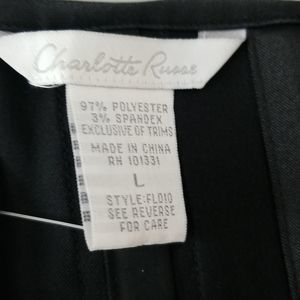 Charlotte Russe
97% POLYESTER
3% SPANDEX
EXCLUSIVE OF TRIMS
MADE IN CHINA
RN 101331
L
STYLE:FL010
SEE REVERSE
FOR CARE